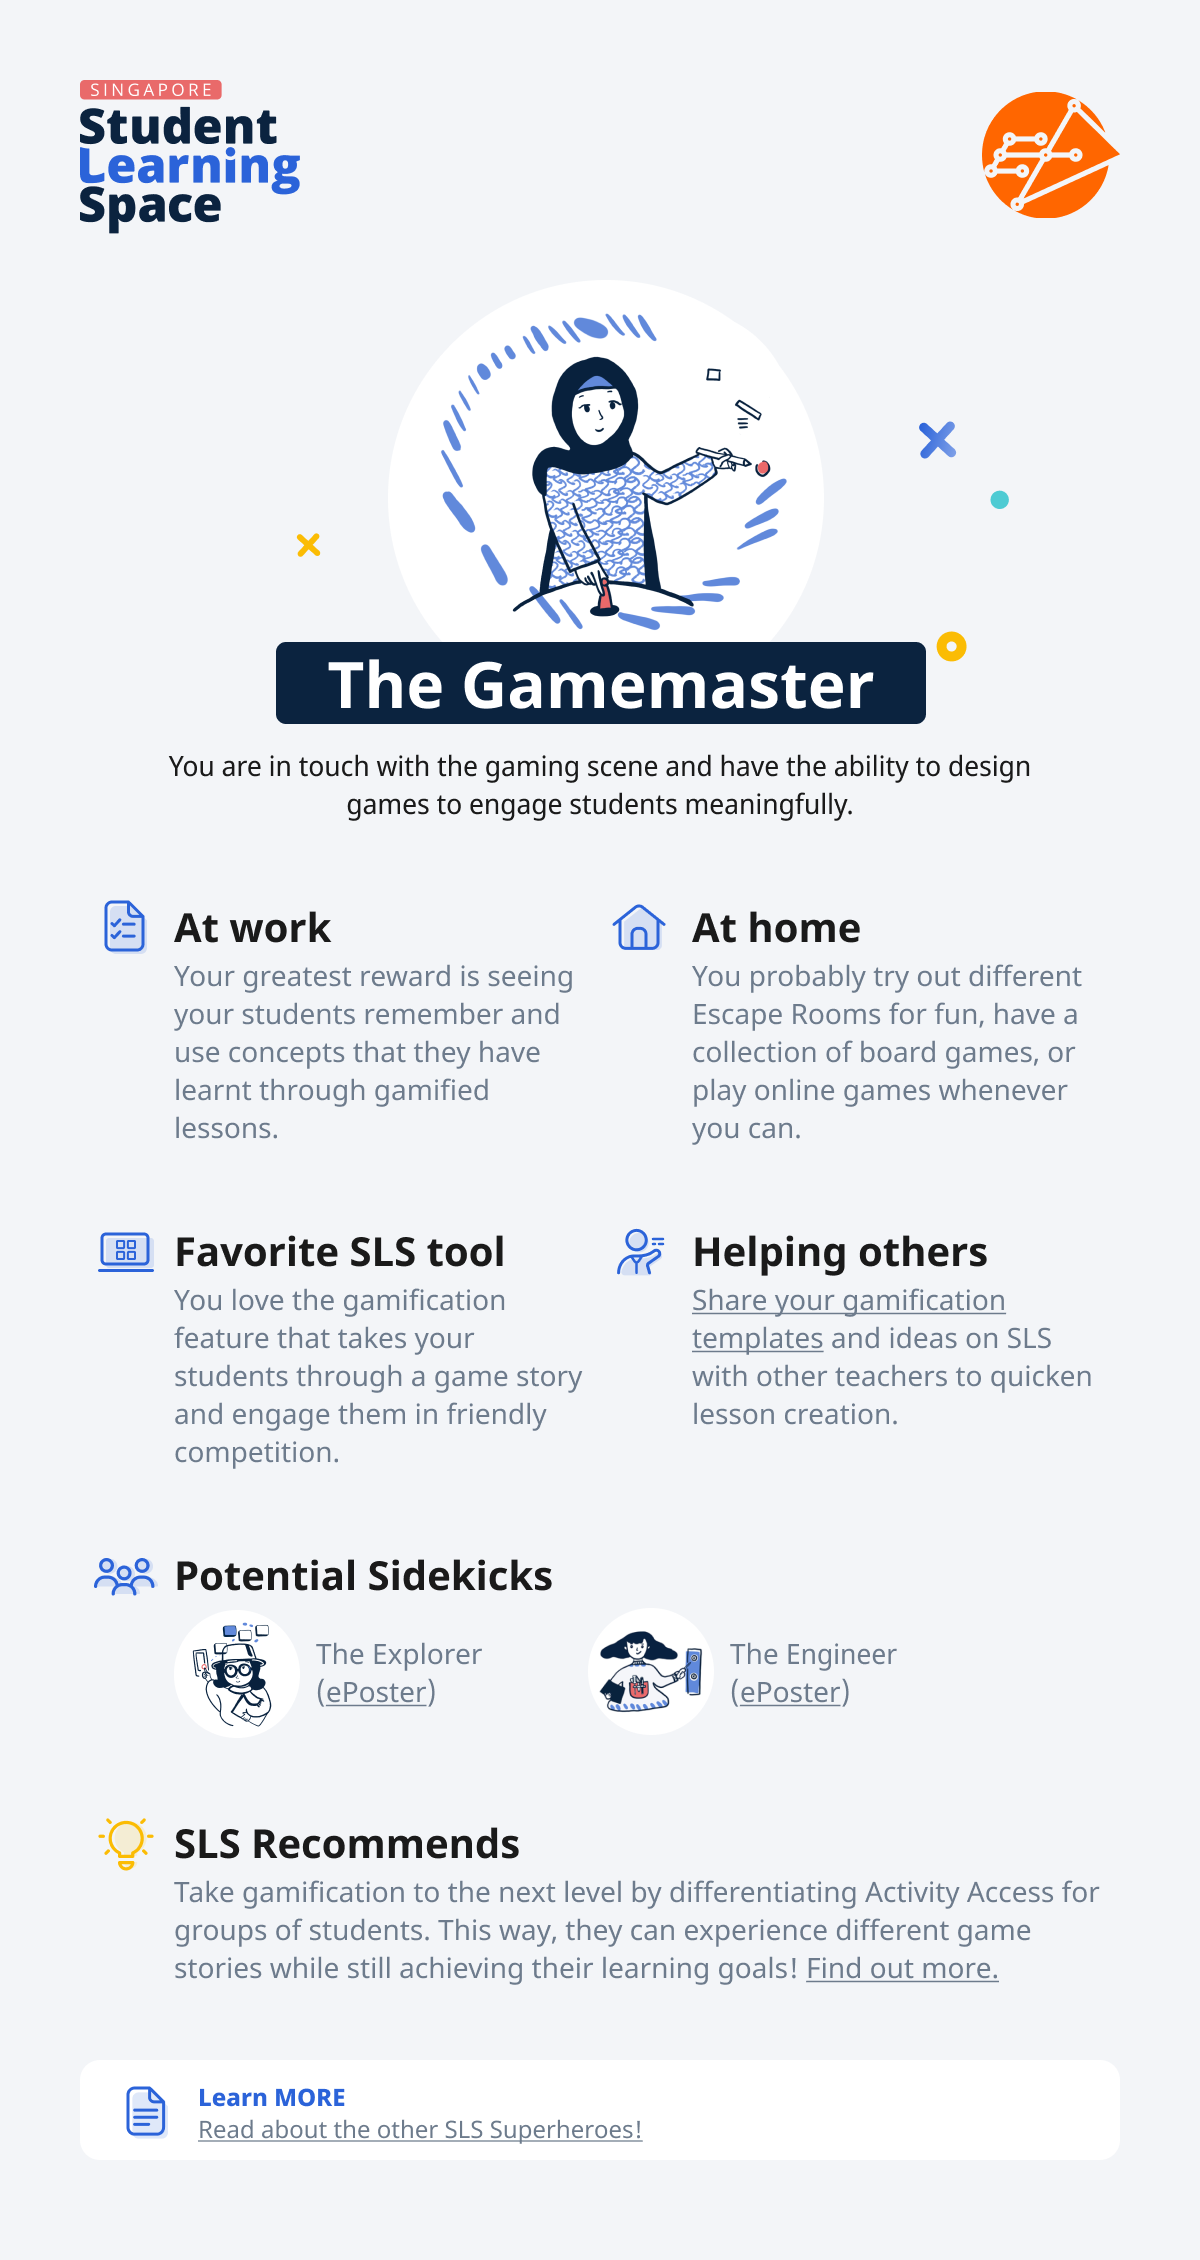 SINGAPORE
Student
Learning
Space
The Gamemaster
You are in touch with the gaming scene and have the ability to design
games to engage students meaningfully.
At work
Your greatest reward is seeing
your students remember and
use concepts that they have
learnt through gamified
lessons.
At home
You probably try out different
Escape Rooms for fun, have a
collection of board games, or
play online games whenever
you can.
Favorite SLS tool
You love the gamification
feature that takes your
students through a game story
and engage them in friendly
competition.
Helping others
Share your gamification
templates and ideas on SLS
with other teachers to quicken
lesson creation.
Potential Sidekicks
The Explorer
(ePoster)
The Engineer
(ePoster)
SLS Recommends
Take gamification to the next level by differentiating Activity Access for
groups of students. This way, they can experience different game
stories while still achieving their learning goals! Find out more.
Learn MORE
Read about the other SLS Superheroes!